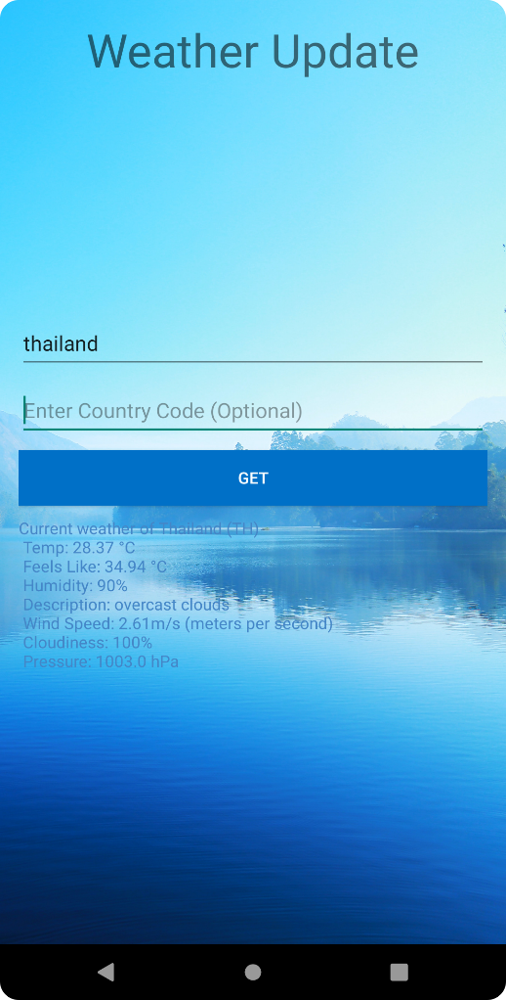 Weather Update
thailand
Enter Country Code (Optional)
GET
Current weather of Thailand (TH)
Temp: 28.37 °C
Feels Like: 34.94 °C
Humidity: 90%
Description: overcast clouds
Wind Speed: 2.61m/s (meters per second)
Cloudiness: 100%
Pressure: 1003.0 hPa